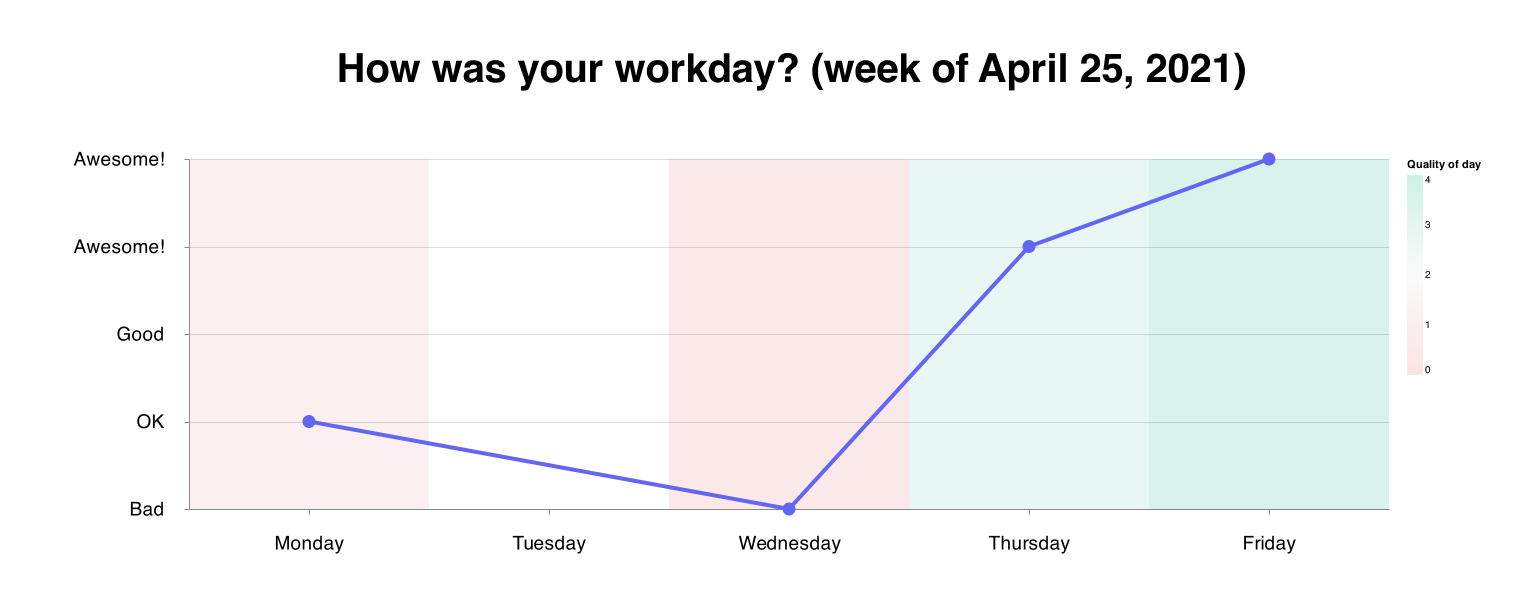 How was your workday? (week of April 25, 2021)
Awesome!
Awesome!
Good
OK
Bad
Monday Tuesday Wednesday Thursday Friday
Quality of day
4
3
2
1
0